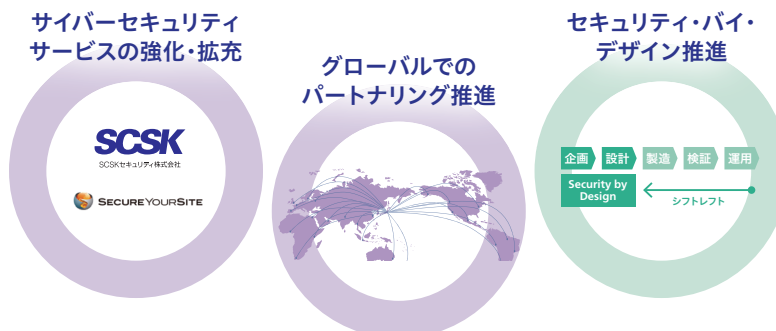 サイバーセキュリティ
サービスの強化・拡充
SCSK
SCSKセキュリティ株式会社
SECUREYOURSITE
グローバルでの
パートナリング推進
セキュリティ・バイ・
デザイン推進
企画 設計 製造 検証 運用
Security by
Design
シフトレフト